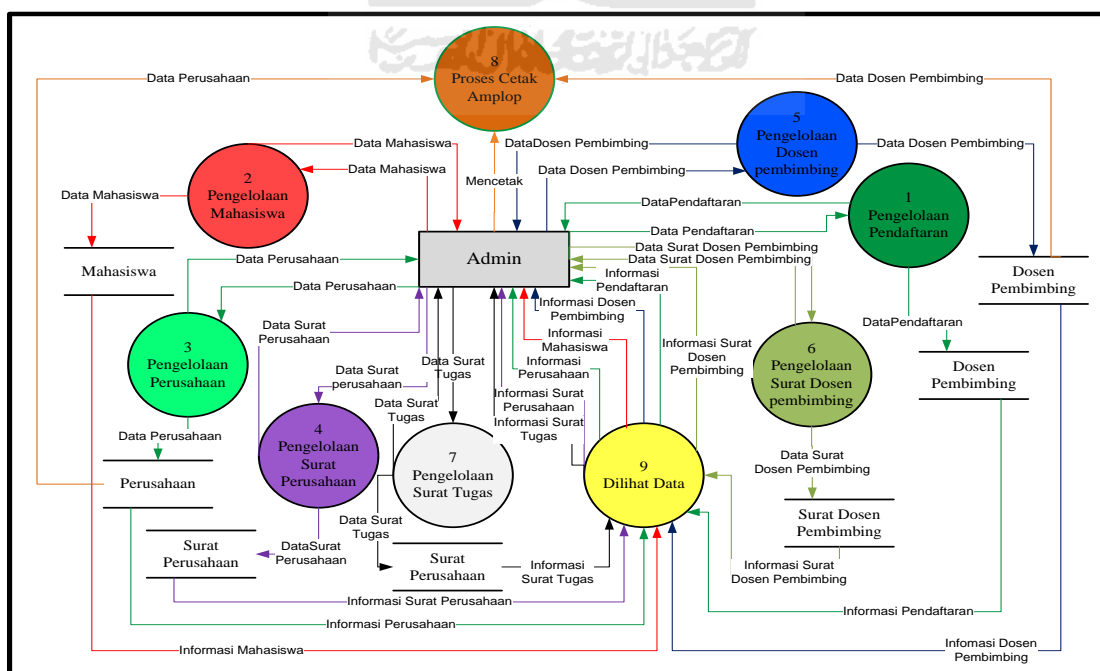 8
Proses Cetak
Amplop
Data Perusahaan
Data Dosen Pembimbing
5
Pengelolaan
Dosen
pembimbing
Data Mahasiswa
DataDosen Pembimbing
Data Dosen Pembimbing
2
Pengelolaan
Mahasiswa
Data Mahasiswa
Data Dosen Pembimbing
Mencetak
Data Mahasiswa
1
Pengelolaan
Pendaftaran
DataPendaftaran
Data Pendaftaran
Mahasiswa
Admin
Data Surat Dosen Pembimbing
Data Surat Dosen Pembimbing
Data Perusahaan
Informasi
Pendaftaran
Dosen
Pembimbing
Data Perusahaan
Informasi Dosen
Pembimbing
Data Surat
Perusahaan
DataPendaftaran
Informasi
Mahasiswa
Informasi Surat
Dosen
Pembimbing
3
Pengelolaan
Perusahaan
6
Pengelolaan
Surat Dosen
pembimbing
Data Surat
Tugas
Informasi
Perusahaan
Dosen
Pembimbing
Data Surat
perusahaan
Informasi Surat
Perusahaan
Data Surat
Tugas
Informasi Surat
Tugas
Data Perusahaan
4
Pengelolaan
Surat
Perusahaan
7
Pengelolaan
Surat Tugas
9
Dilihat Data
Data Surat
Dosen Pembimbing
Perusahaan
Surat Dosen
Pembimbing
Data Surat
Tugas
Surat
Perusahaan
DataSurat
Perusahaan
Surat
Perusahaan
Informasi
Surat Tugas
Informasi Surat
Dosen Pembimbing
Informasi Surat Perusahaan
Informasi Pendaftaran
Informasi Perusahaan
Informasi Mahasiswa
Infomasi Dosen
Pembimbing